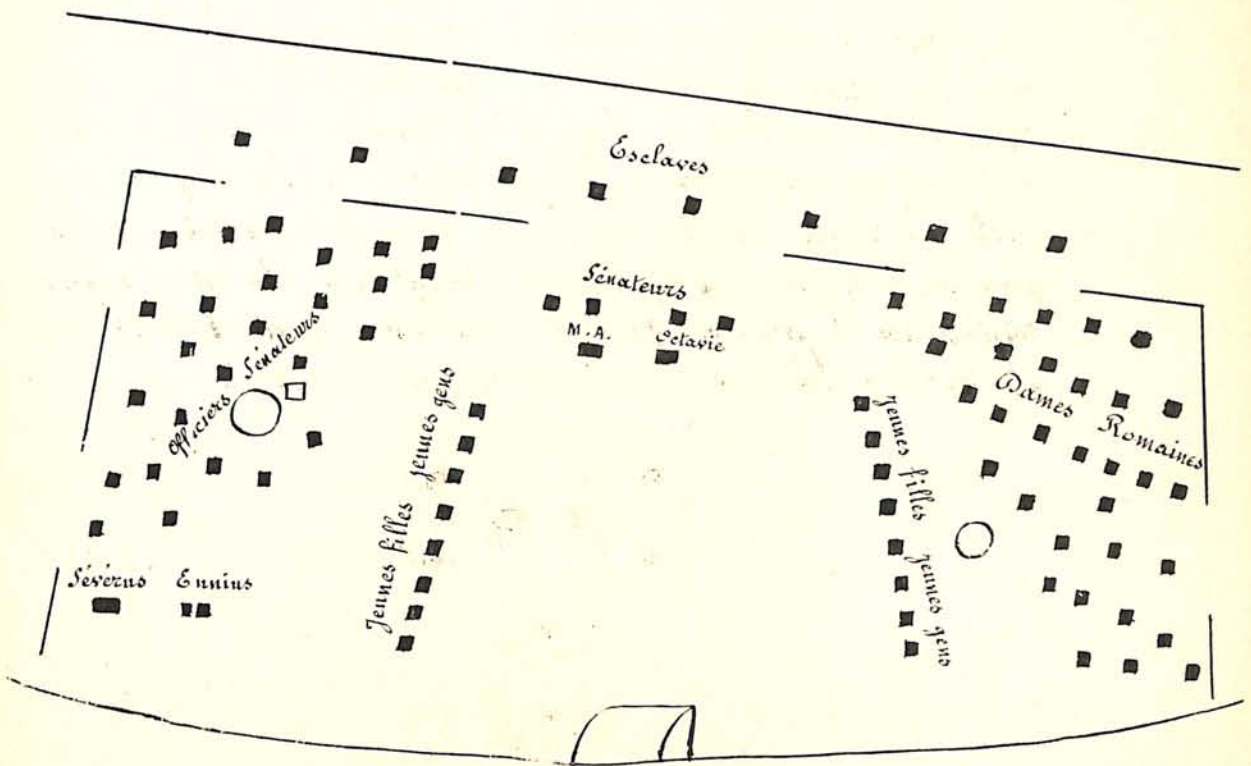 Esclaves
Sénateurs
M. A. Octavie
Officiers Sénateurs
Jeunes filles Jeunes gens
Jeunes filles Jeunes gens
Dames Romaines
Sévérus Ennius